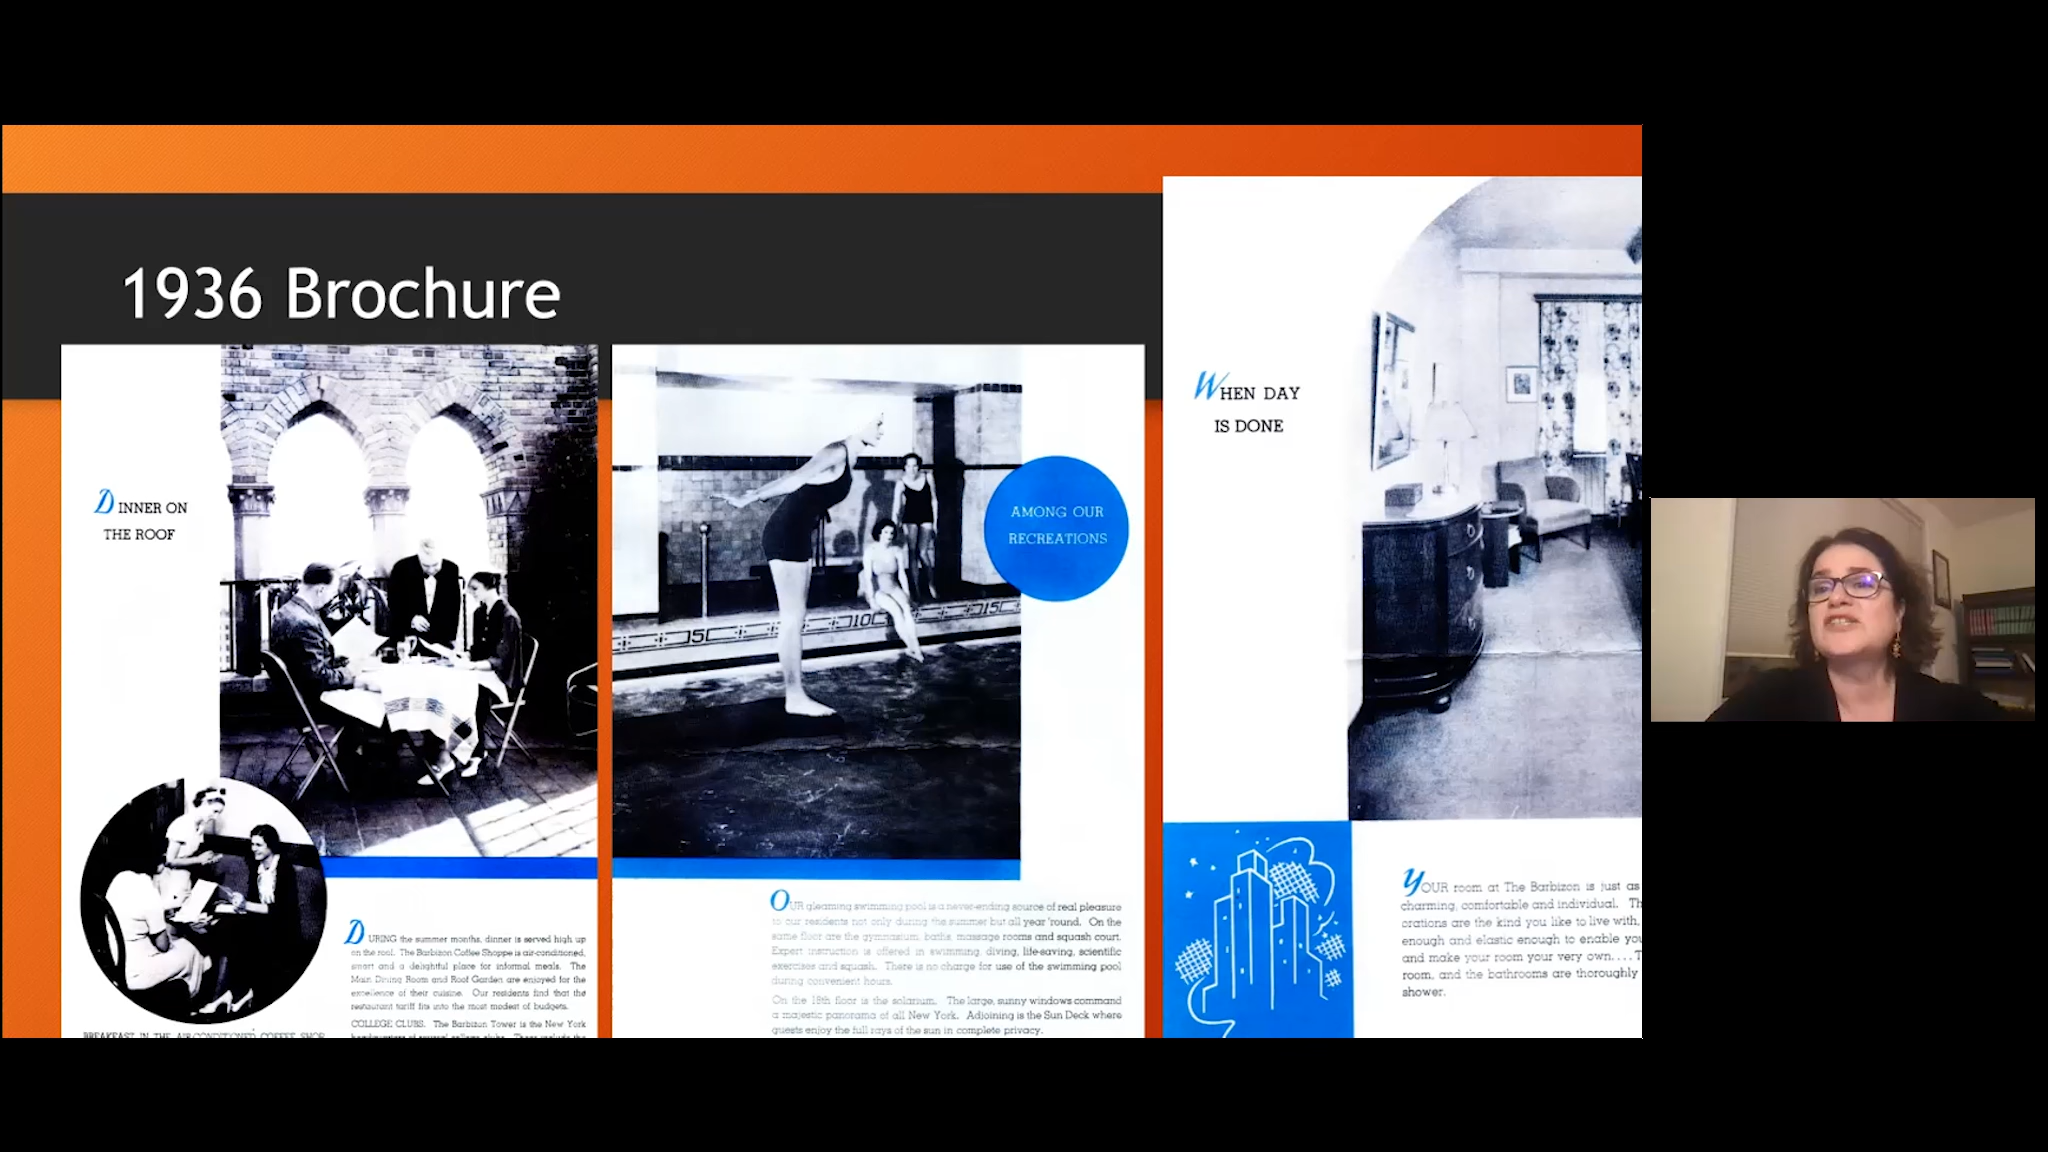 1936 Brochure
DINNER ON
THE ROOF
BREAKFAST IN THE AIR-CONDITIONED COFFEE SHOP
DURING the summer months, dinner is served high up
on the roof. The Barbizon Coffee Shoppe is air-conditioned,
smart and a delightful place for informal meals. The
Main Dining Room and Roof Garden are enjoyed for the
excellence of their cuisine. Our residents find that the
restaurant tariff fits into the most modest of budgets.
COLLEGE CLUBS. The Barbizon Tower is the New York
headquarters of several college clubs. These include the
15
10
15
AMONG OUR
RECREATIONS
OUR gleaming swimming pool is a never-ending source of real pleasure
to our residents not only during the summer but all year 'round. On the
same floor are the gymnasium, baths, massage rooms and squash court.
Expert instruction is offered in swimming, diving, life-saving, scientific
exercises and squash. There is no charge for use of the swimming pool
during convenient hours.
On the 18th floor is the solarium. The large, sunny windows command
a majestic panorama of all New York. Adjoining is the Sun Deck where
guests enjoy the full rays of the sun in complete privacy.
WHEN DAY
IS DONE
YOUR room at The Barbizon is just as
charming, comfortable and individual. Th
orations are the kind you like to live with,
enough and elastic enough to enable you
and make your room your very own.... T
room, and the bathrooms are thoroughly
shower.